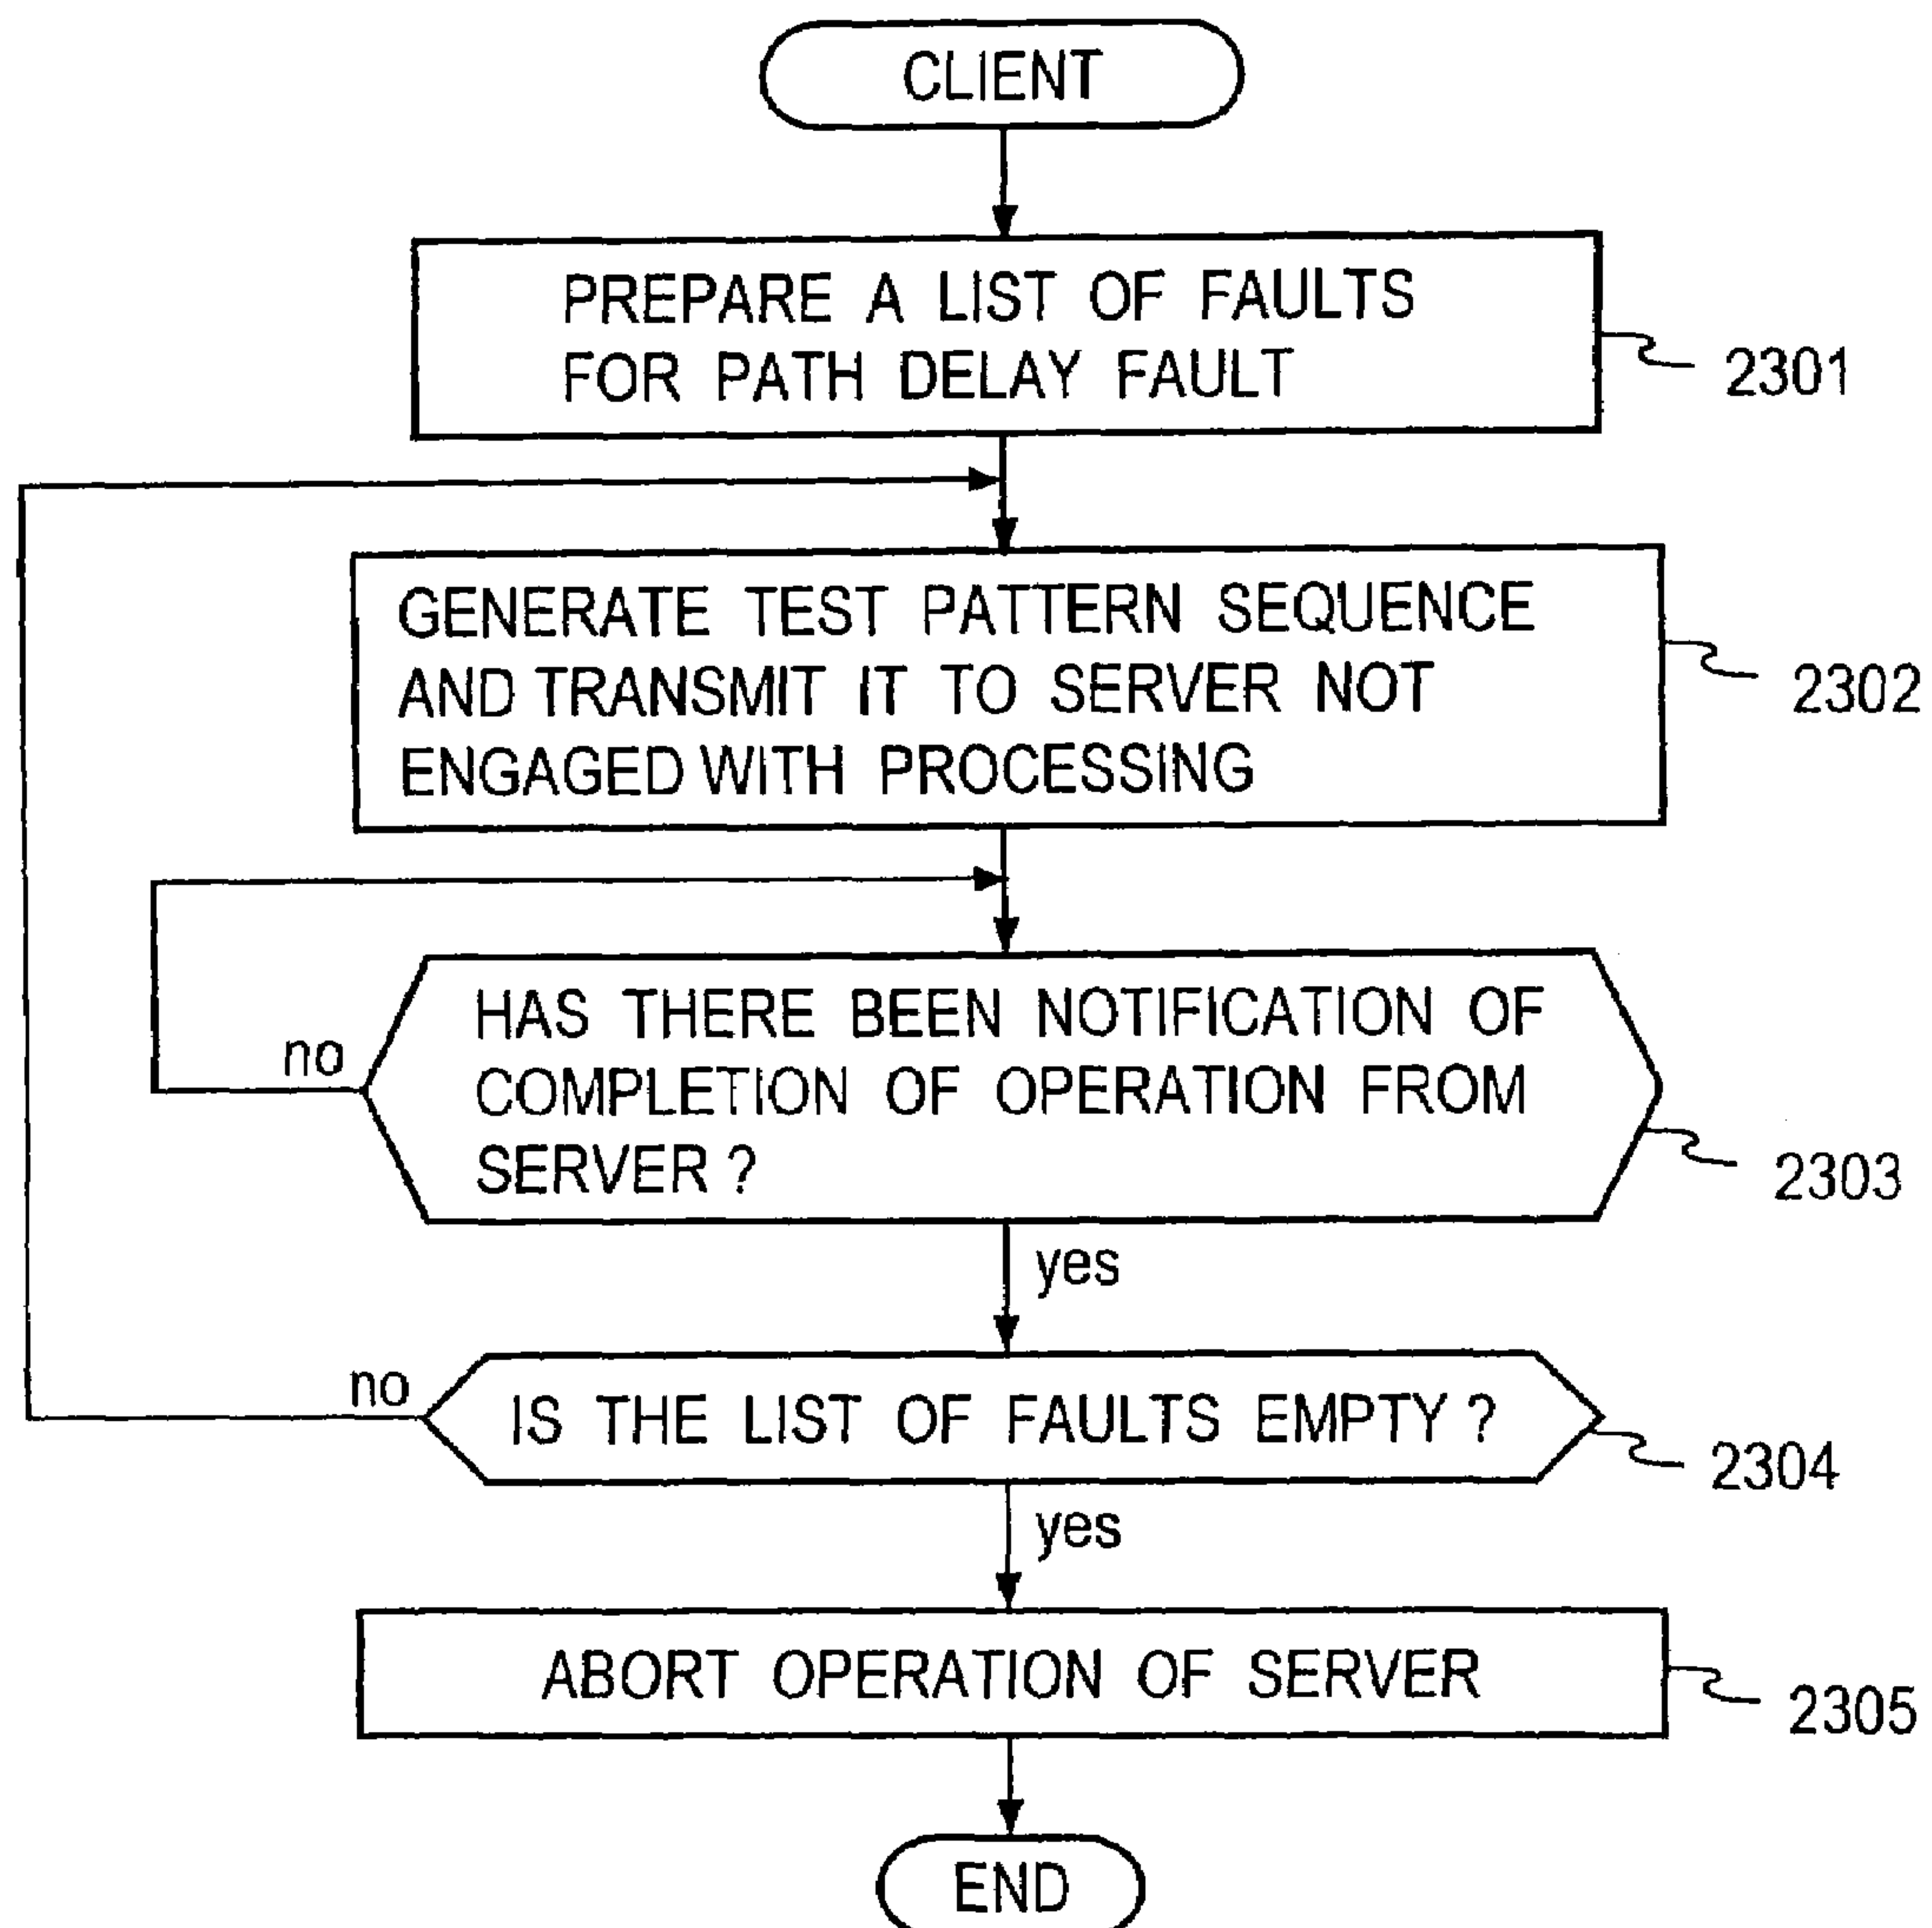 CLIENT
PREPARE A LIST OF FAULTS
FOR PATH DELAY FAULT
2301
GENERATE TEST PATTERN SEQUENCE
AND TRANSMIT IT TO SERVER NOT
ENGAGED WITH PROCESSING
2302
HAS THERE BEEN NOTIFICATION OF
COMPLETION OF OPERATION FROM
SERVER ?
no
2303
yes
no
IS THE LIST OF FAULTS EMPTY ?
2304
yes
ABORT OPERATION OF SERVER
2305
END